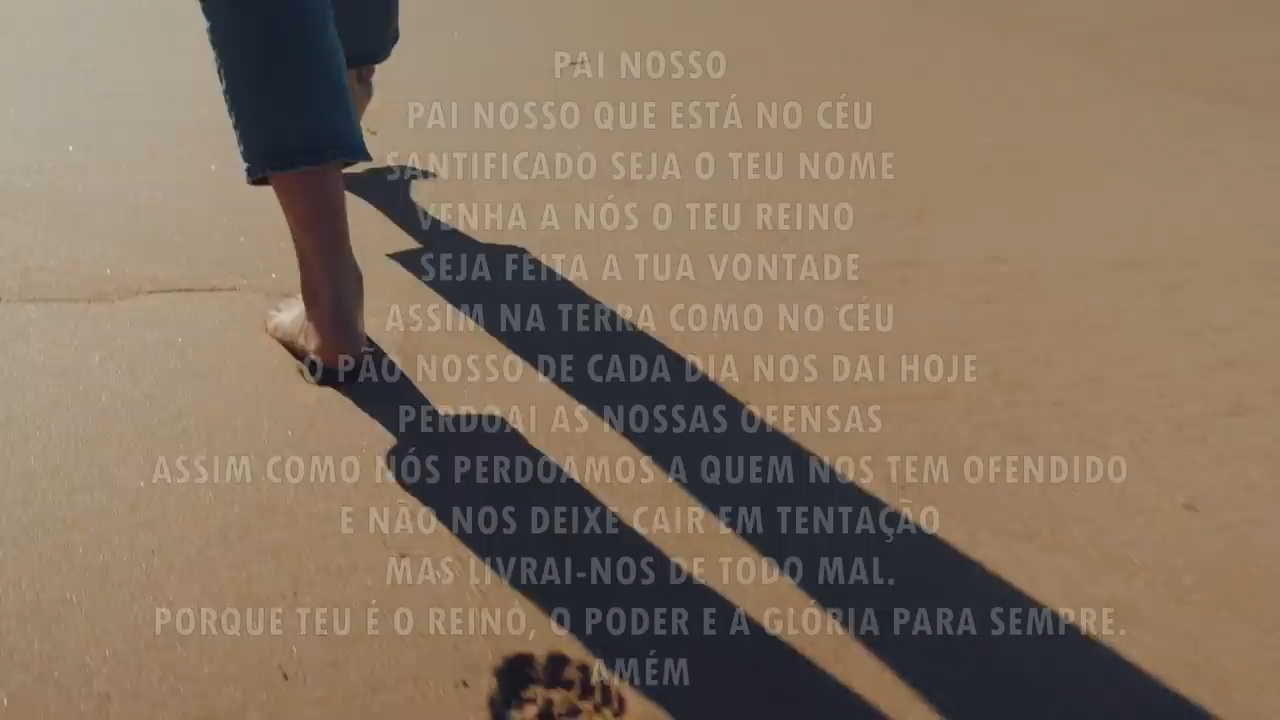 PAI NOSSO
PAI NOSSO QUE ESTÁ NO CÉU
SANTIFICADO SEJA O TEU NOME
VENHA A NÓS O TEU REINO
SEJA FEITA A TUA VONTADE
ASSIM NA TERRA COMO NO CÉU
O PÃO NOSSO DE CADA DIA NOS DAI HOJE
PERDOAI AS NOSSAS OFENSAS
ASSIM COMO NÓS PERDOAMOS A QUEM NOS TEM OFENDIDO
E NÃO NOS DEIXE CAIR EM TENTAÇÃO
MAS LIVRAI-NOS DE TODO MAL.
PORQUE TEU É O REINO, O PODER E A GLÓRIA PARA SEMPRE.
AMÉM